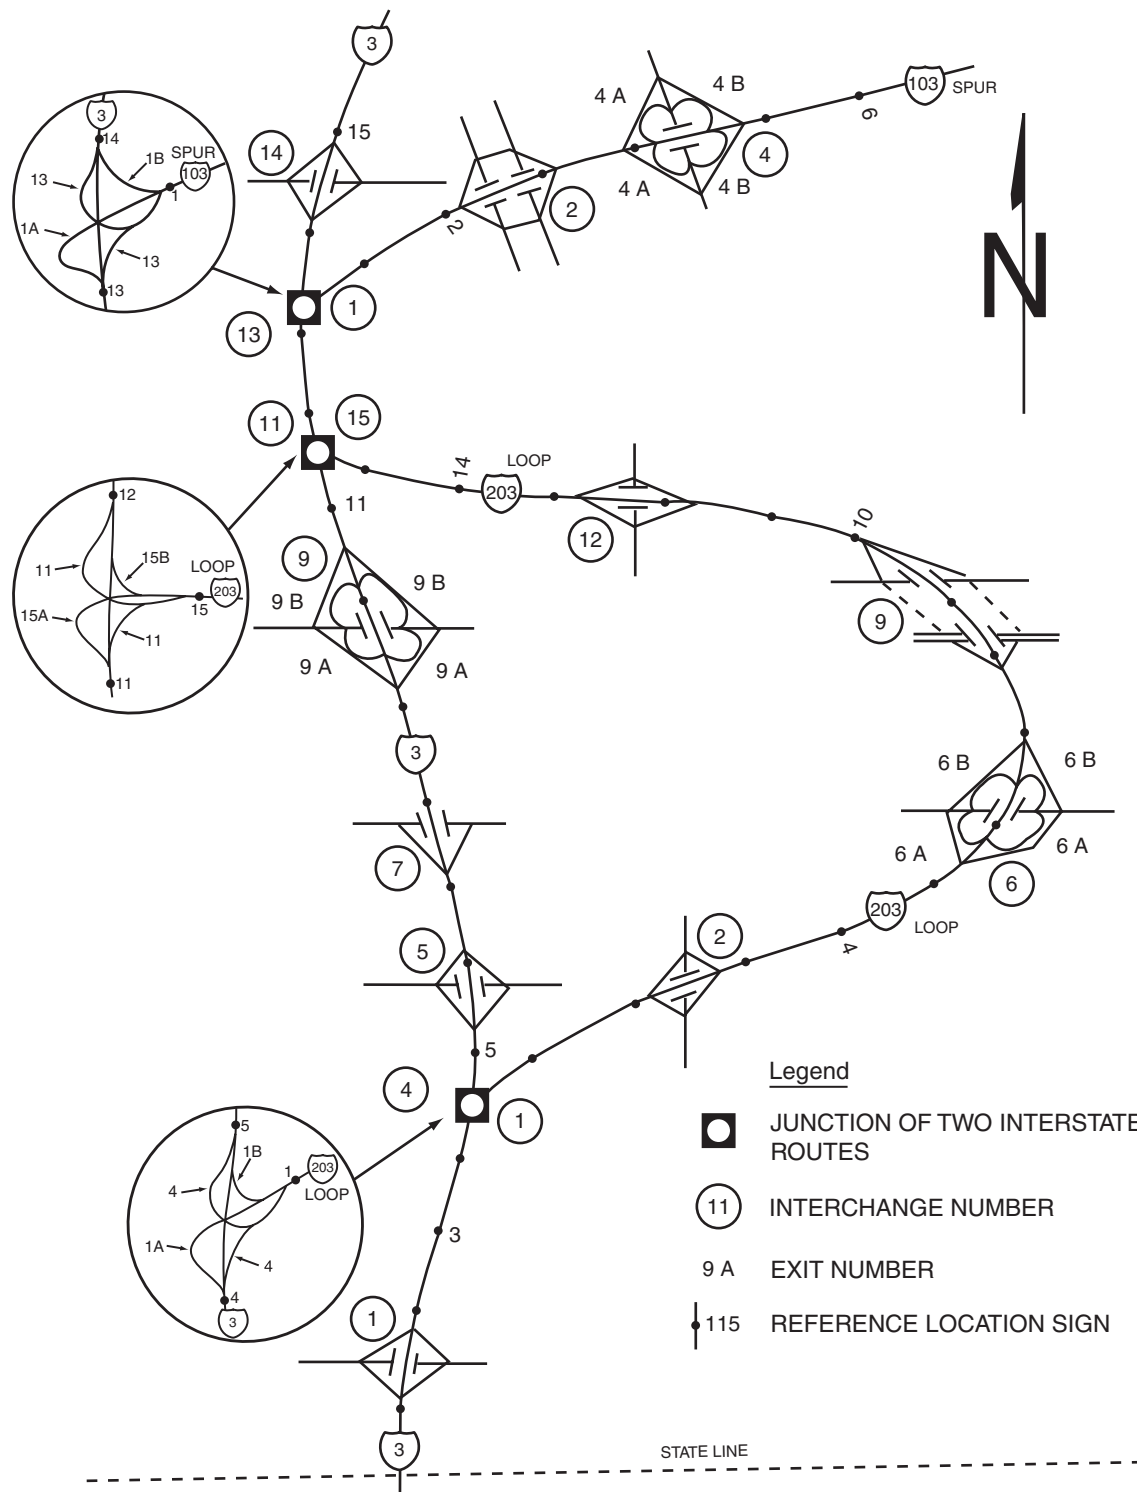 3
103
SPUR
4 A
4 B
6
4
4 A
4 B
15
14
2
2
3
14
1B
SPUR
103
13
1
1A
13
13
1
13
11
15
14
LOOP
203
12
10
11
9
9 B
9 B
9 A
9 A
9
12
11
15B
LOOP
203
15A
15
11
11
3
7
6 B
6 B
6 A
6 A
6
203
LOOP
4
2
5
5
4
1
5
1B
1
203
LOOP
4
1A
4
4
3
3
1
3
STATE LINE
N
Legend
JUNCTION OF TWO INTERSTATE
ROUTES
11 INTERCHANGE NUMBER
9 A EXIT NUMBER
115 REFERENCE LOCATION SIGN